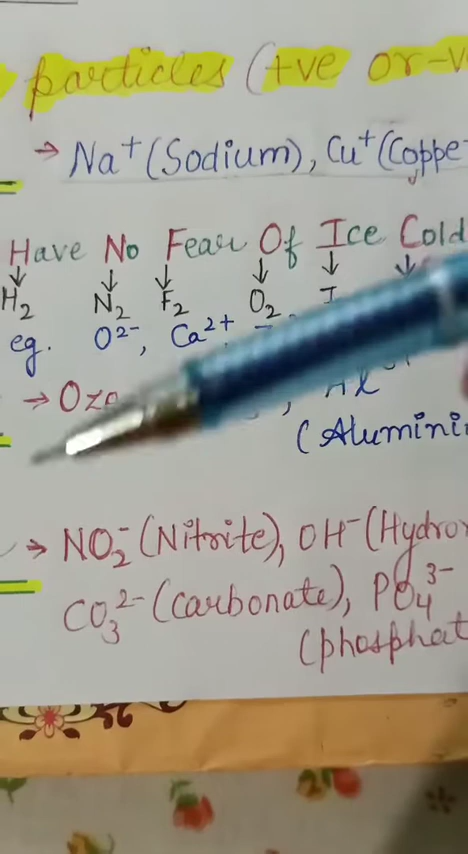 particles (+ve or -v
→ Na⁺ (Sodium), Cu⁺ (Coppe
Have No Fear Of Ice Cold
↓ ↓ ↓ ↓ ↓ ↓
H₂ N₂ F₂ O₂ I
eg. O²⁻, Ca²⁺
→ Ozo
(Alumini
→ NO₂⁻ (Nitrite), OH⁻ (Hydro
CO₃²⁻ (Carbonate), PO₄³⁻
(phosphat